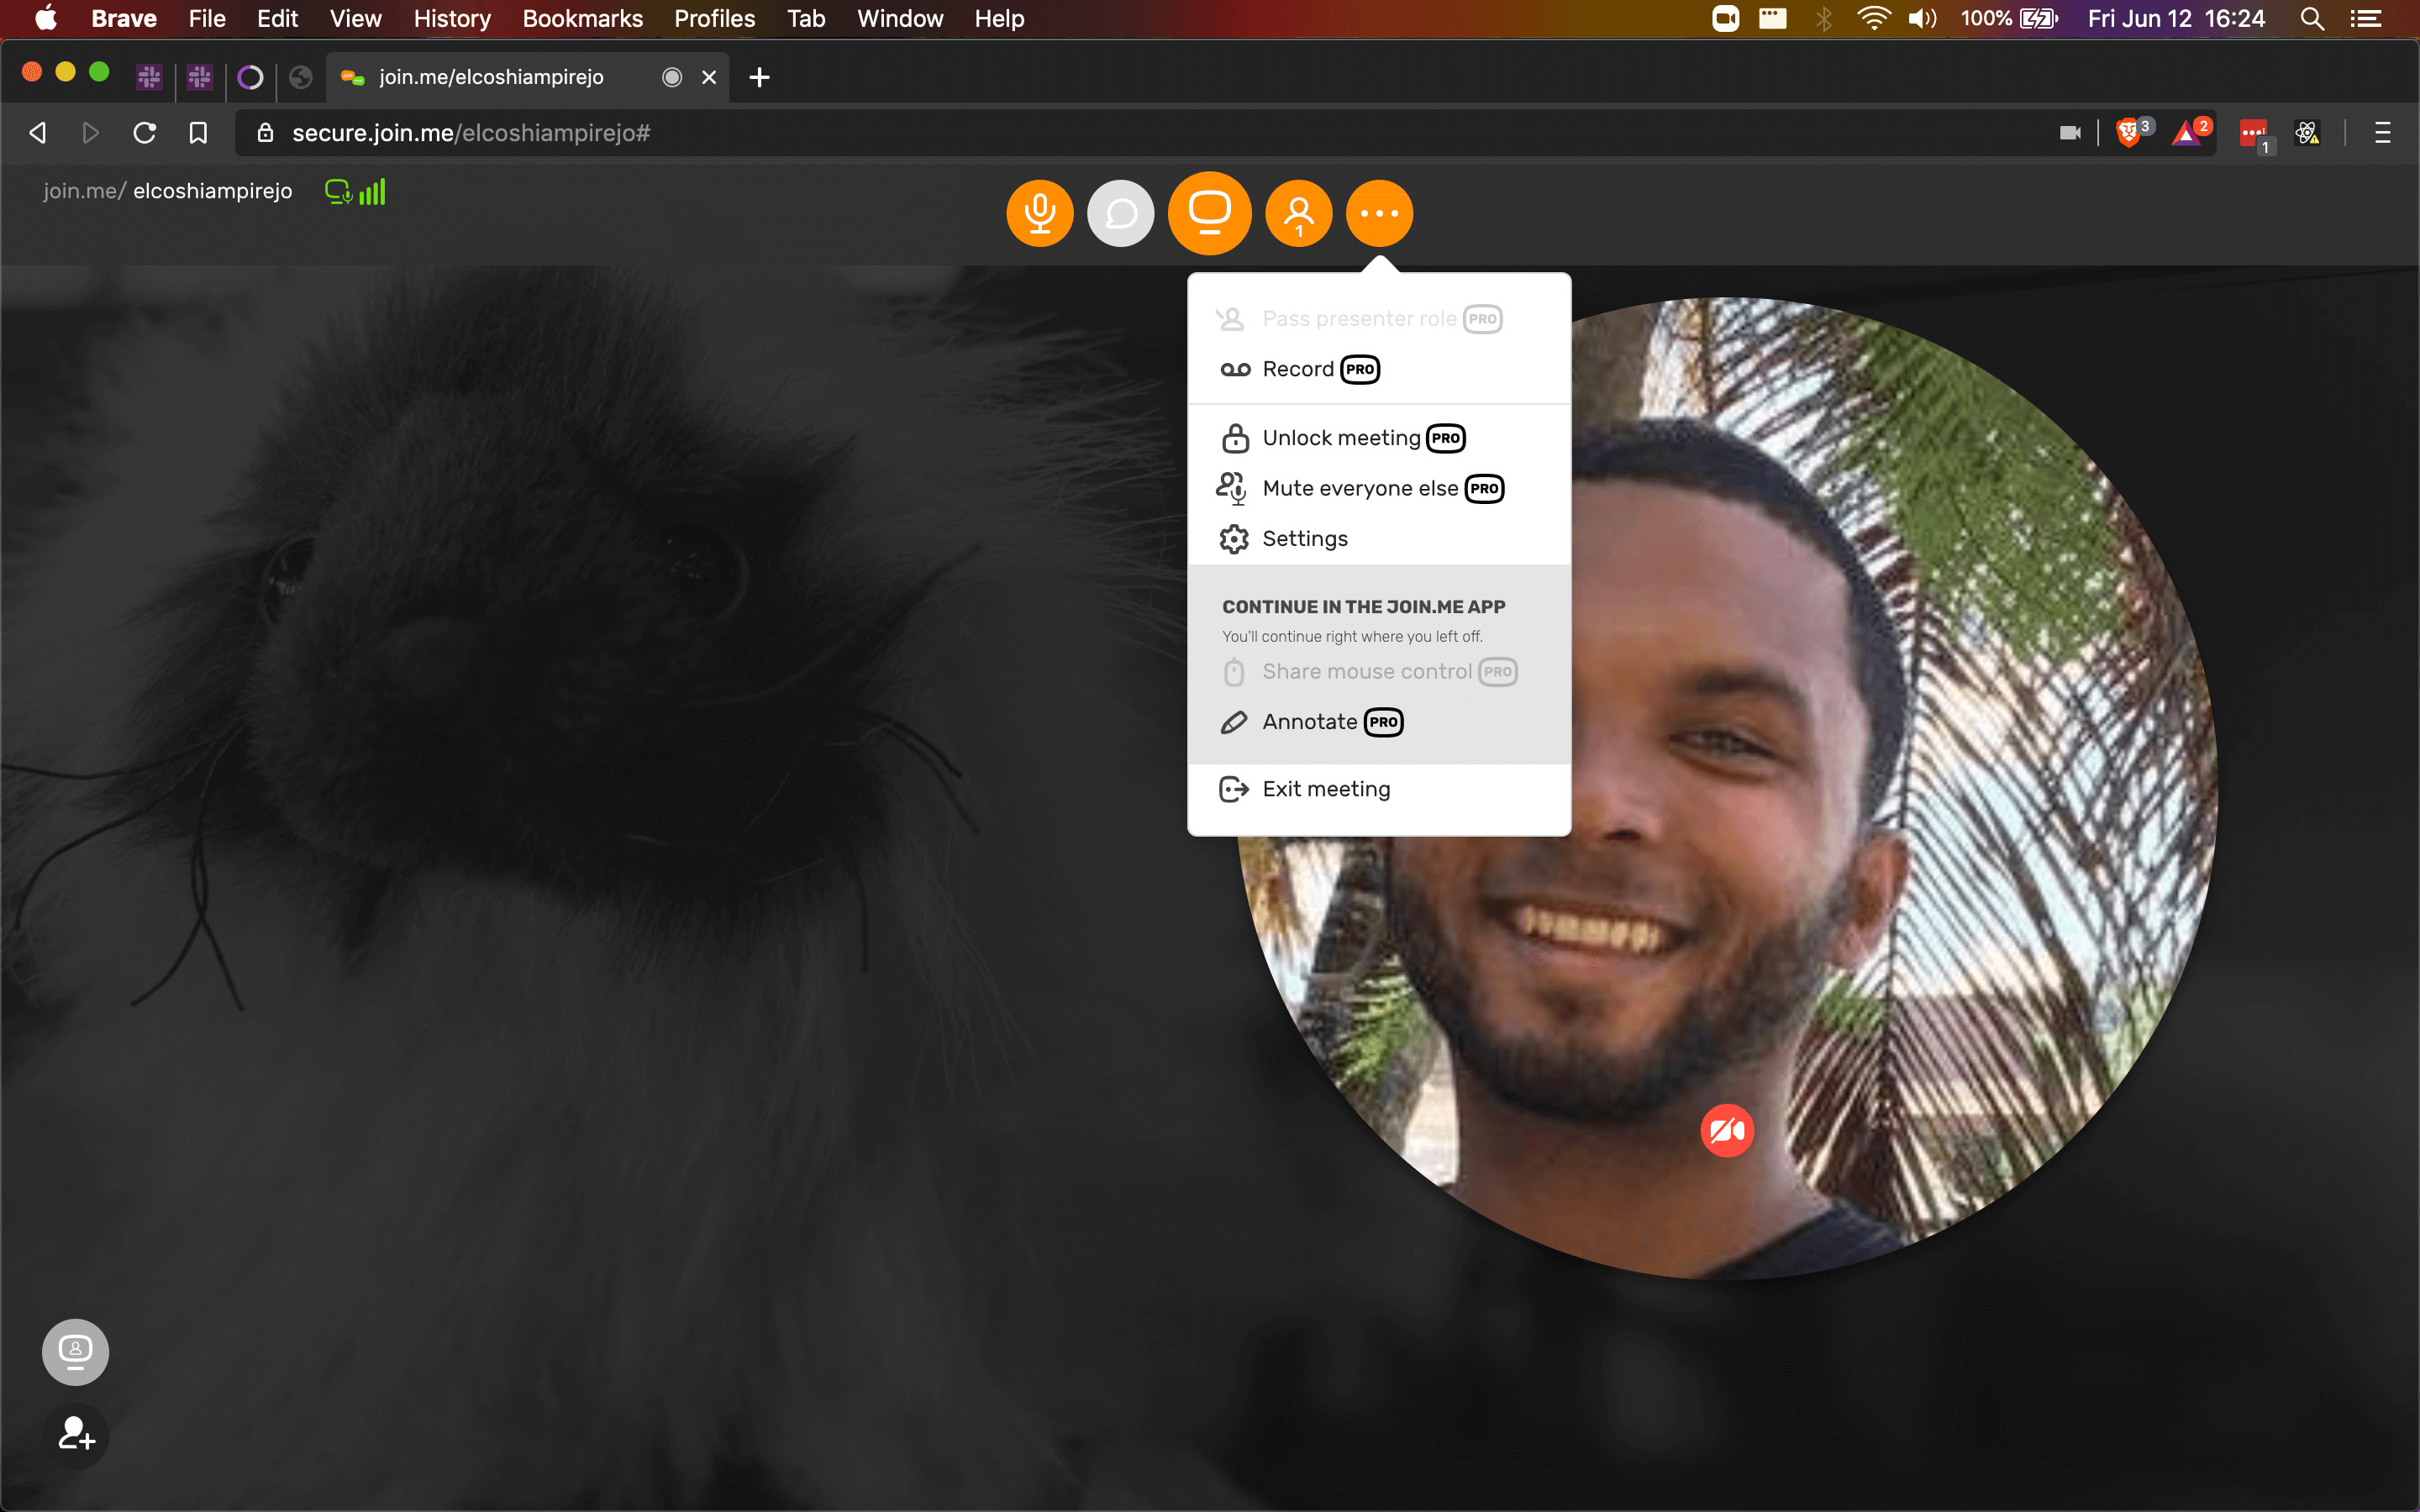 Brave File Edit View History Bookmarks Profiles Tab Window Help 100% Fri Jun 12 16:24
join.me/elcoshiampirejo
secure.join.me/elcoshiampirejo# 3 2 1
join.me/ elcoshiampirejo
1
Pass presenter role PRO
Record PRO
Unlock meeting PRO
Mute everyone else PRO
Settings
CONTINUE IN THE JOIN.ME APP
You'll continue right where you left off.
Share mouse control PRO
Annotate PRO
Exit meeting